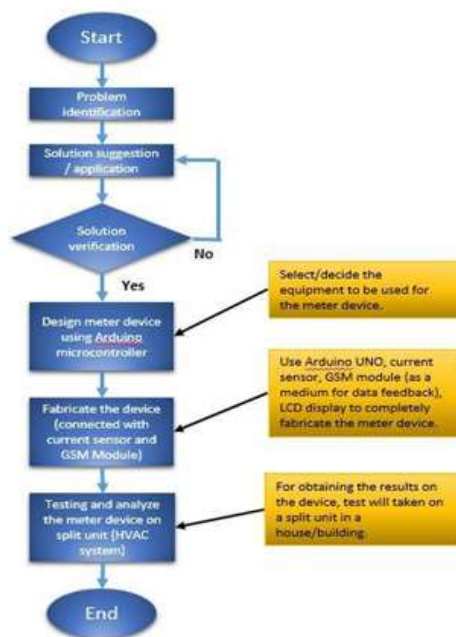 Start
Problem
identification
Solution suggestion
/ application
Solution
verification
No
Yes
Select/decide the
equipment to be used for
the meter device.
Design meter device
using Arduino
microcontroller
Use Arduino UNO, current
sensor, GSM module (as a
medium for data feedback),
LCD display to completely
fabricate the meter device.
Fabricate the device
(connected with
current sensor and
GSM Module)
For obtaining the results on
the device, test will taken on
a split unit in a
house/building.
Testing and analyze
the meter device on
split unit (HVAC
system)
End